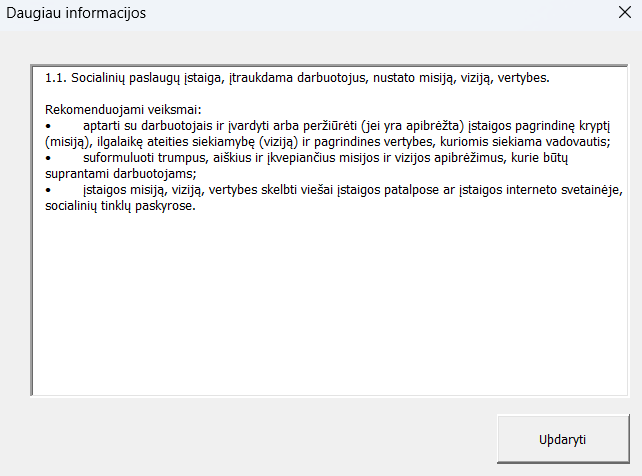 Daugiau informacijos
1.1. Socialinių paslaugų įstaiga, įtraukdama darbuotojus, nustato misiją, viziją, vertybes.
Rekomenduojami veiksmai:
• aptarti su darbuotojais ir įvardyti arba peržiūrėti (jei yra apibrėžta) įstaigos pagrindinę kryptį
(misiją), ilgalaikę ateities siekiamybę (viziją) ir pagrindines vertybes, kuriomis siekiama vadovautis;
• suformuluoti trumpus, aiškius ir įkvepiančius misijos ir vizijos apibrėžimus, kurie būtų
suprantami darbuotojams;
• įstaigos misiją, viziją, vertybes skelbti viešai įstaigos patalpose ar įstaigos interneto svetainėje,
socialinių tinklų paskyrose.
Uþdaryti